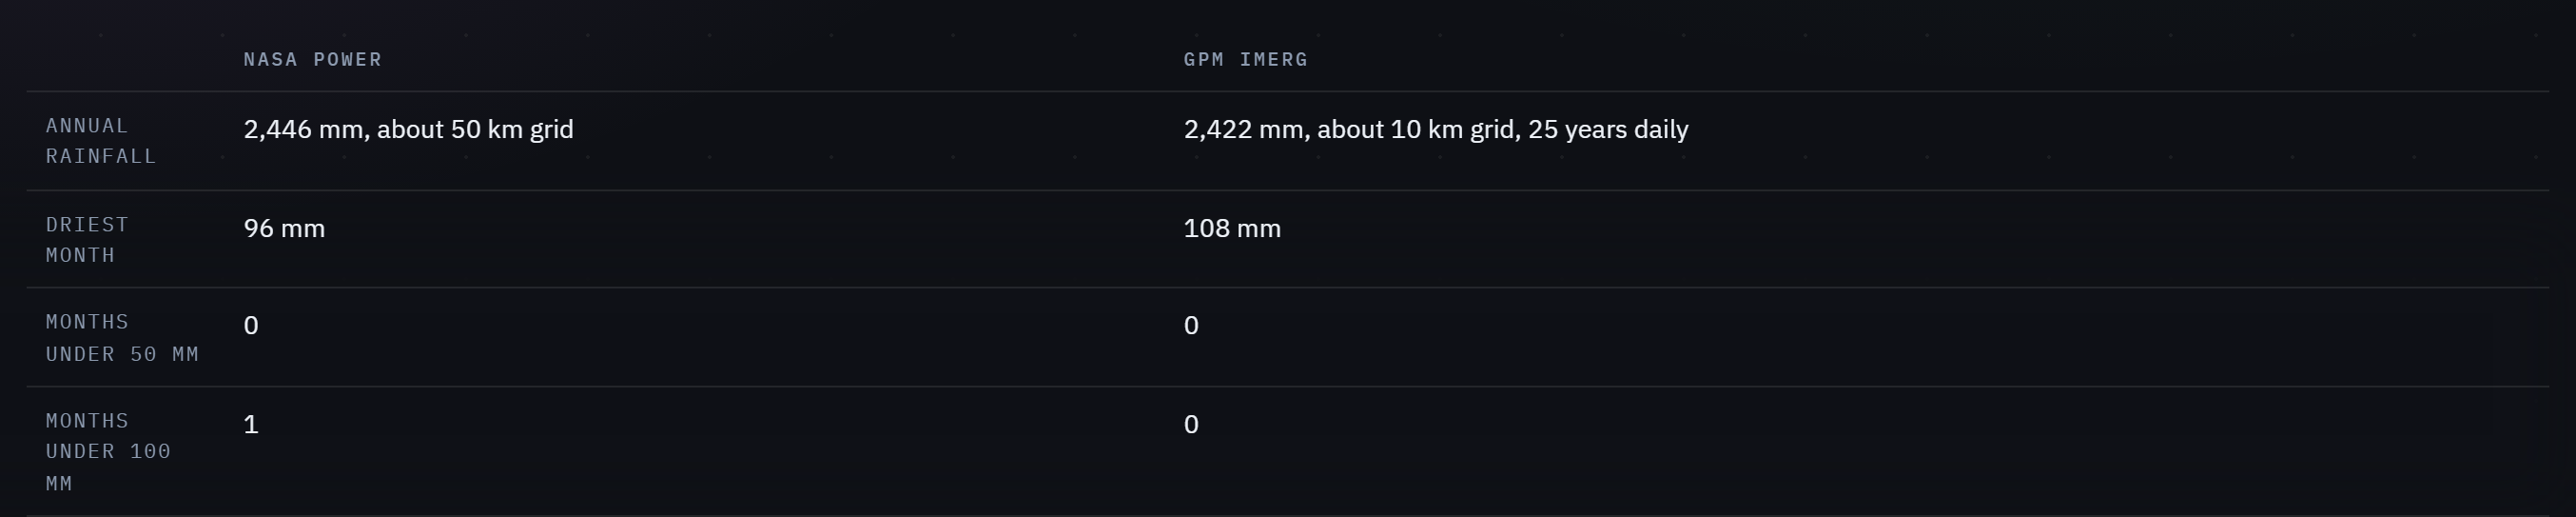 NASA POWER GPM IMERG
ANNUAL RAINFALL 2,446 mm, about 50 km grid 2,422 mm, about 10 km grid, 25 years daily
DRIEST MONTH 96 mm 108 mm
MONTHS UNDER 50 MM 0 0
MONTHS UNDER 100 MM 1 0